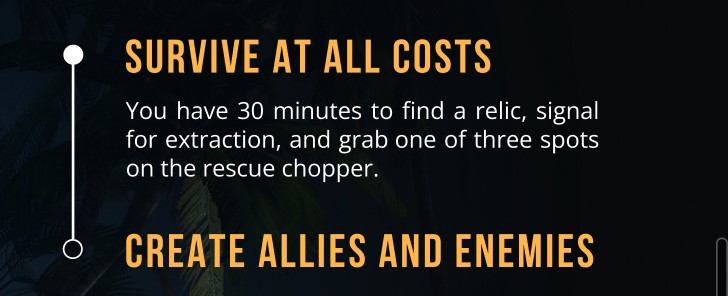 SURVIVE AT ALL COSTS
You have 30 minutes to find a relic, signal
for extraction, and grab one of three spots
on the rescue chopper.
CREATE ALLIES AND ENEMIES